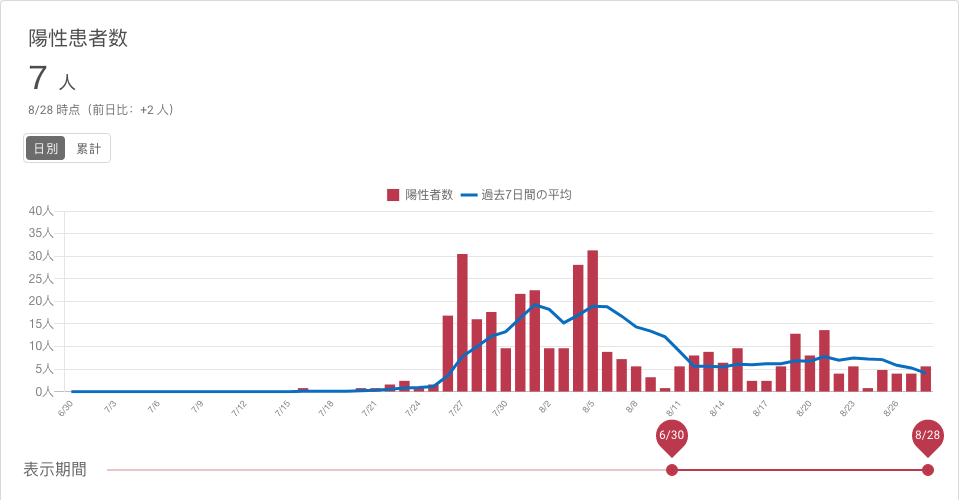 陽性患者数
7 人
8/28 時点（前日比： +2 人）
日別 累計
陽性者数 過去7日間の平均
40人
35人
30人
25人
20人
15人
10人
5人
0人
6/30 7/3 7/6 7/9 7/12 7/15 7/18 7/21 7/24 7/27 7/30 8/2 8/5 8/8 8/11 8/14 8/17 8/20 8/23 8/26
6/30 8/28
表示期間